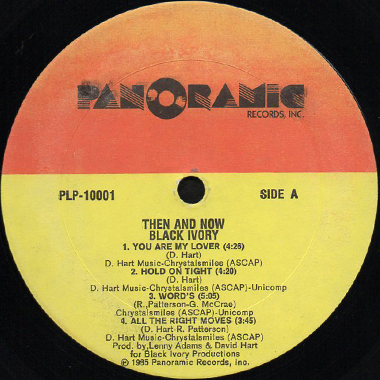 PANORAMIC
RECORDS, INC.
PLP-10001 SIDE A
THEN AND NOW
BLACK IVORY
1. YOU ARE MY LOVER (4:26)
(D. Hart)
D. Hart Music-Chrystalsmiles (ASCAP)
2. HOLD ON TIGHT (4:20)
(D. Hart)
D. Hart Music-Chrystalsmiles (ASCAP)-Unicomp
3. WORD'S (5:05)
(R.,Patterson-G. McCrae)
Chrystalsmiles (ASCAP)-Unicomp
4. ALL THE RIGHT MOVES (3:45)
(D. Hart-R. Patterson)
D. Hart Music-Chrystalsmiles (ASCAP)
Prod. by,Lenny Adams & David Hart
for Black Ivory Productions
© 1985 Panoramic Records, Inc.